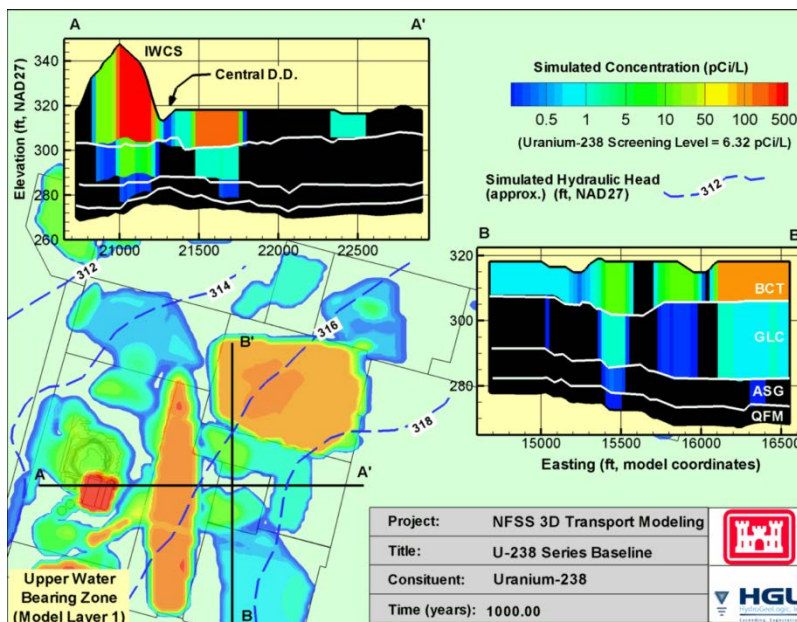 A
A'
IWCS
Central D.D.
Elevation (ft, NAD27)
340
320
300
280
260
21000
21500
22000
22500
Simulated Concentration (pCi/L)
0.5
1
5
10
50
100
500
(Uranium-238 Screening Level = 6.32 pCi/L)
Simulated Hydraulic Head
(approx.) (ft, NAD27)
312
B
B
320
300
280
BCT
GLC
ASG
QFM
15000
15500
16000
16500
Easting (ft, model coordinates)
312
314
316
318
B'
A
A'
B
Upper Water
Bearing Zone
(Model Layer 1)
Project: NFSS 3D Transport Modeling
Title: U-238 Series Baseline
Consituent: Uranium-238
Time (years): 1000.00
HGL
HydroGeoLogic, Inc